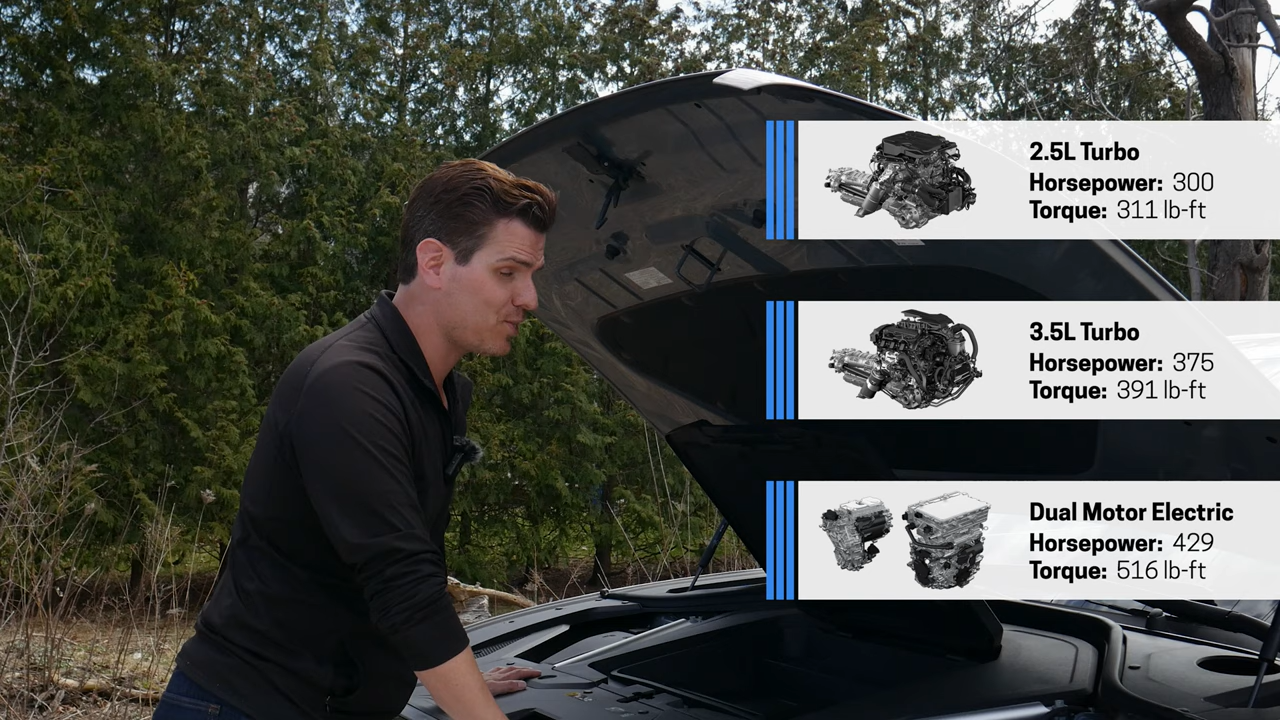 2.5L Turbo
Horsepower: 300
Torque: 311 lb-ft
3.5L Turbo
Horsepower: 375
Torque: 391 lb-ft
Dual Motor Electric
Horsepower: 429
Torque: 516 lb-ft